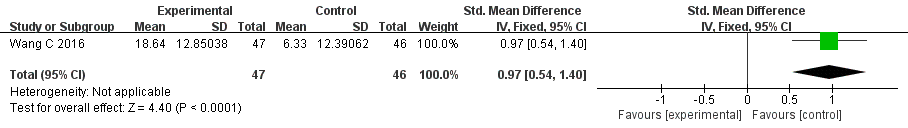 Experimental Control Std. Mean Difference Std. Mean Difference
Study or Subgroup Mean SD Total Mean SD Total Weight IV, Fixed, 95% CI IV, Fixed, 95% CI
Wang C 2016 18.64 12.85038 47 6.33 12.39062 46 100.0% 0.97 [0.54, 1.40]
Total (95% CI) 47 46 100.0% 0.97 [0.54, 1.40]
Heterogeneity: Not applicable
Test for overall effect: Z = 4.40 (P < 0.0001)
-1 -0.5 0 0.5 1
Favours [experimental] Favours [control]